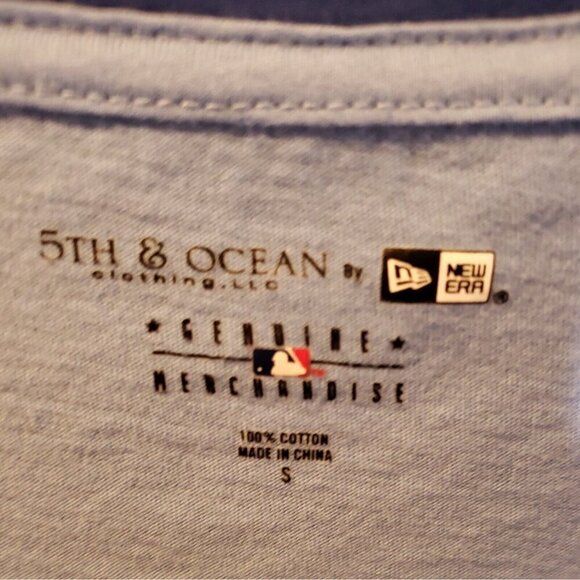 5TH & OCEAN By NEW ERA®
clothing, LLC
★ GENUINE ★
MERCHANDISE
100% COTTON
MADE IN CHINA
S